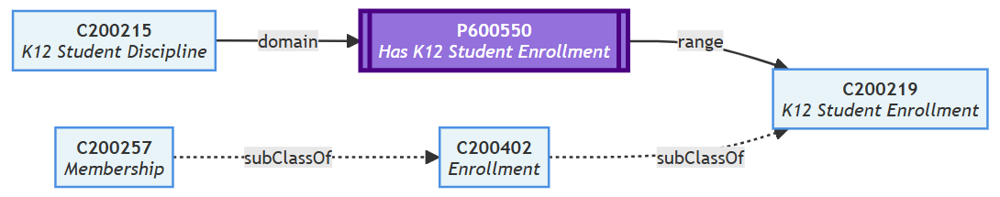 C200215
K12 Student Discipline
domain
P600550
Has K12 Student Enrollment
range
C200219
K12 Student Enrollment
C200257
Membership
subClassOf
C200402
Enrollment
subClassOf